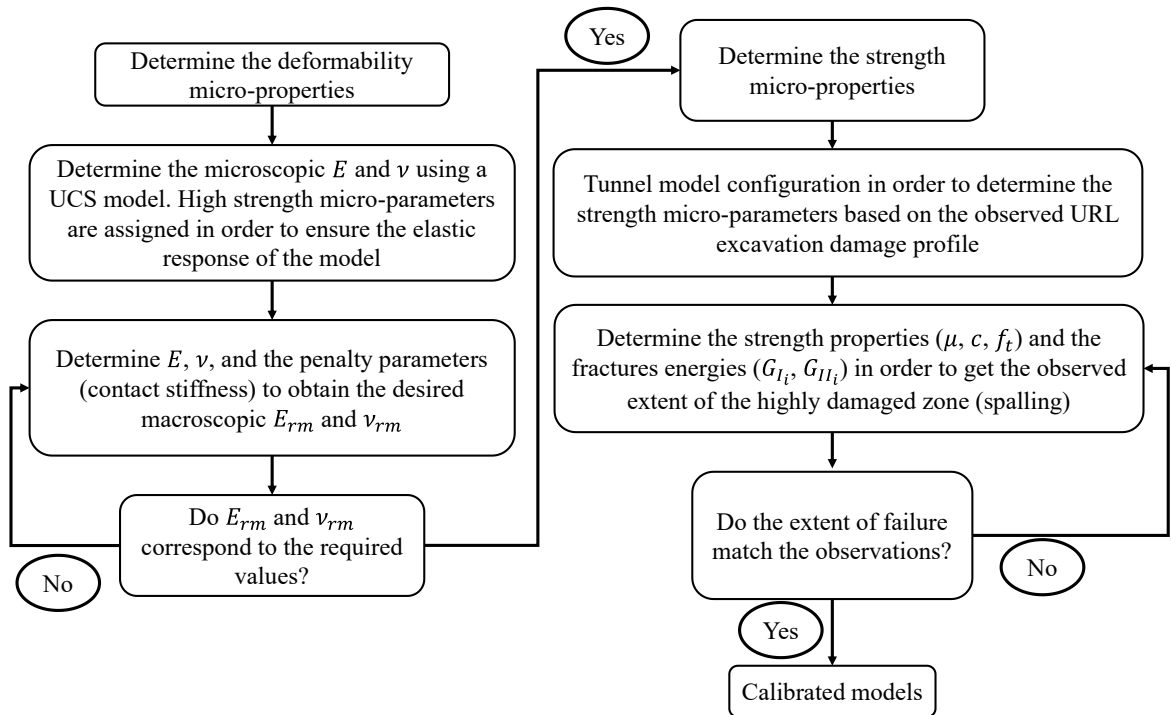 Determine the deformability
micro-properties
Determine the microscopic E and ν using a
UCS model. High strength micro-parameters
are assigned in order to ensure the elastic
response of the model
Determine E, ν, and the penalty parameters
(contact stiffness) to obtain the desired
macroscopic E_rm and ν_rm
Do E_rm and ν_rm
correspond to the required
values?
No
Yes
Determine the strength
micro-properties
Tunnel model configuration in order to determine the
strength micro-parameters based on the observed URL
excavation damage profile
Determine the strength properties (μ, c, f_t) and the
fractures energies (G_{I_i}, G_{II_i}) in order to get the observed
extent of the highly damaged zone (spalling)
Do the extent of failure
match the observations?
No
Yes
Calibrated models